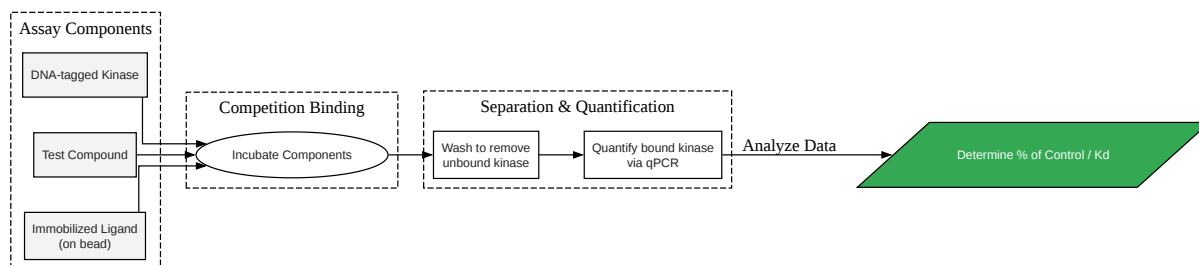 Assay Components
DNA-tagged Kinase
Test Compound
Immobilized Ligand
(on bead)
Competition Binding
Incubate Components
Separation & Quantification
Wash to remove
unbound kinase
Quantify bound kinase
via qPCR
Analyze Data
Determine % of Control / Kd